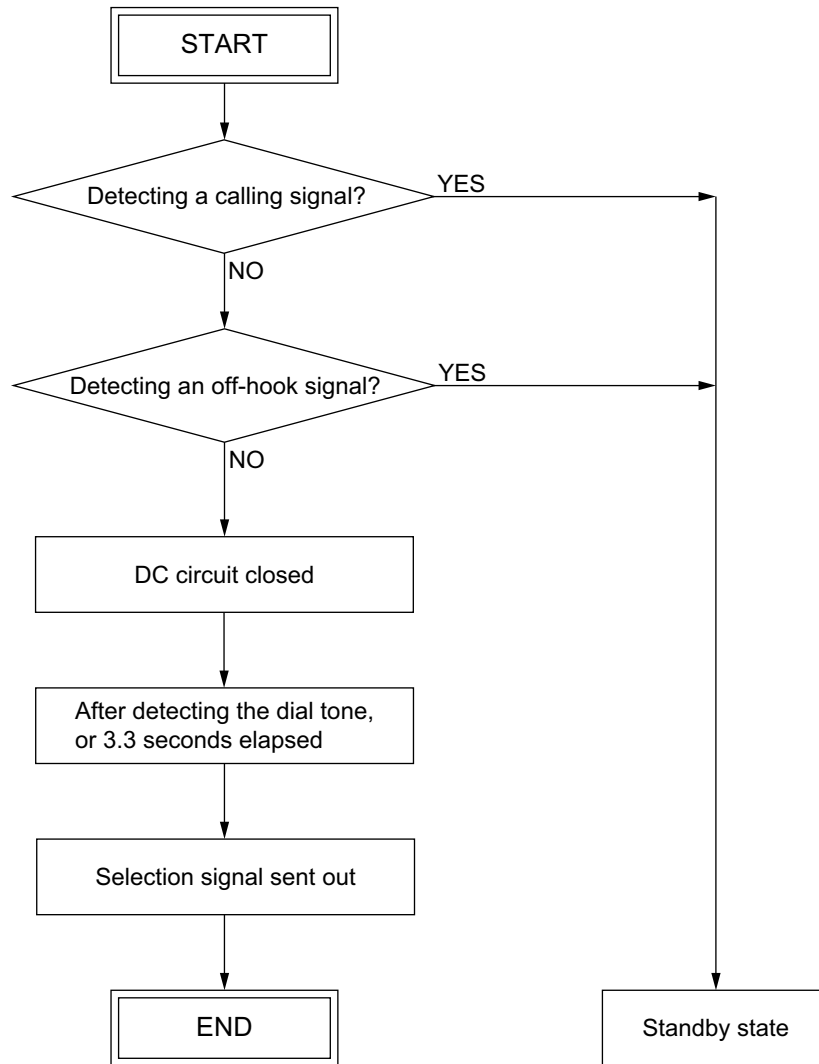 START
Detecting a calling signal?
YES
NO
Detecting an off-hook signal?
YES
NO
DC circuit closed
After detecting the dial tone,
or 3.3 seconds elapsed
Selection signal sent out
END
Standby state